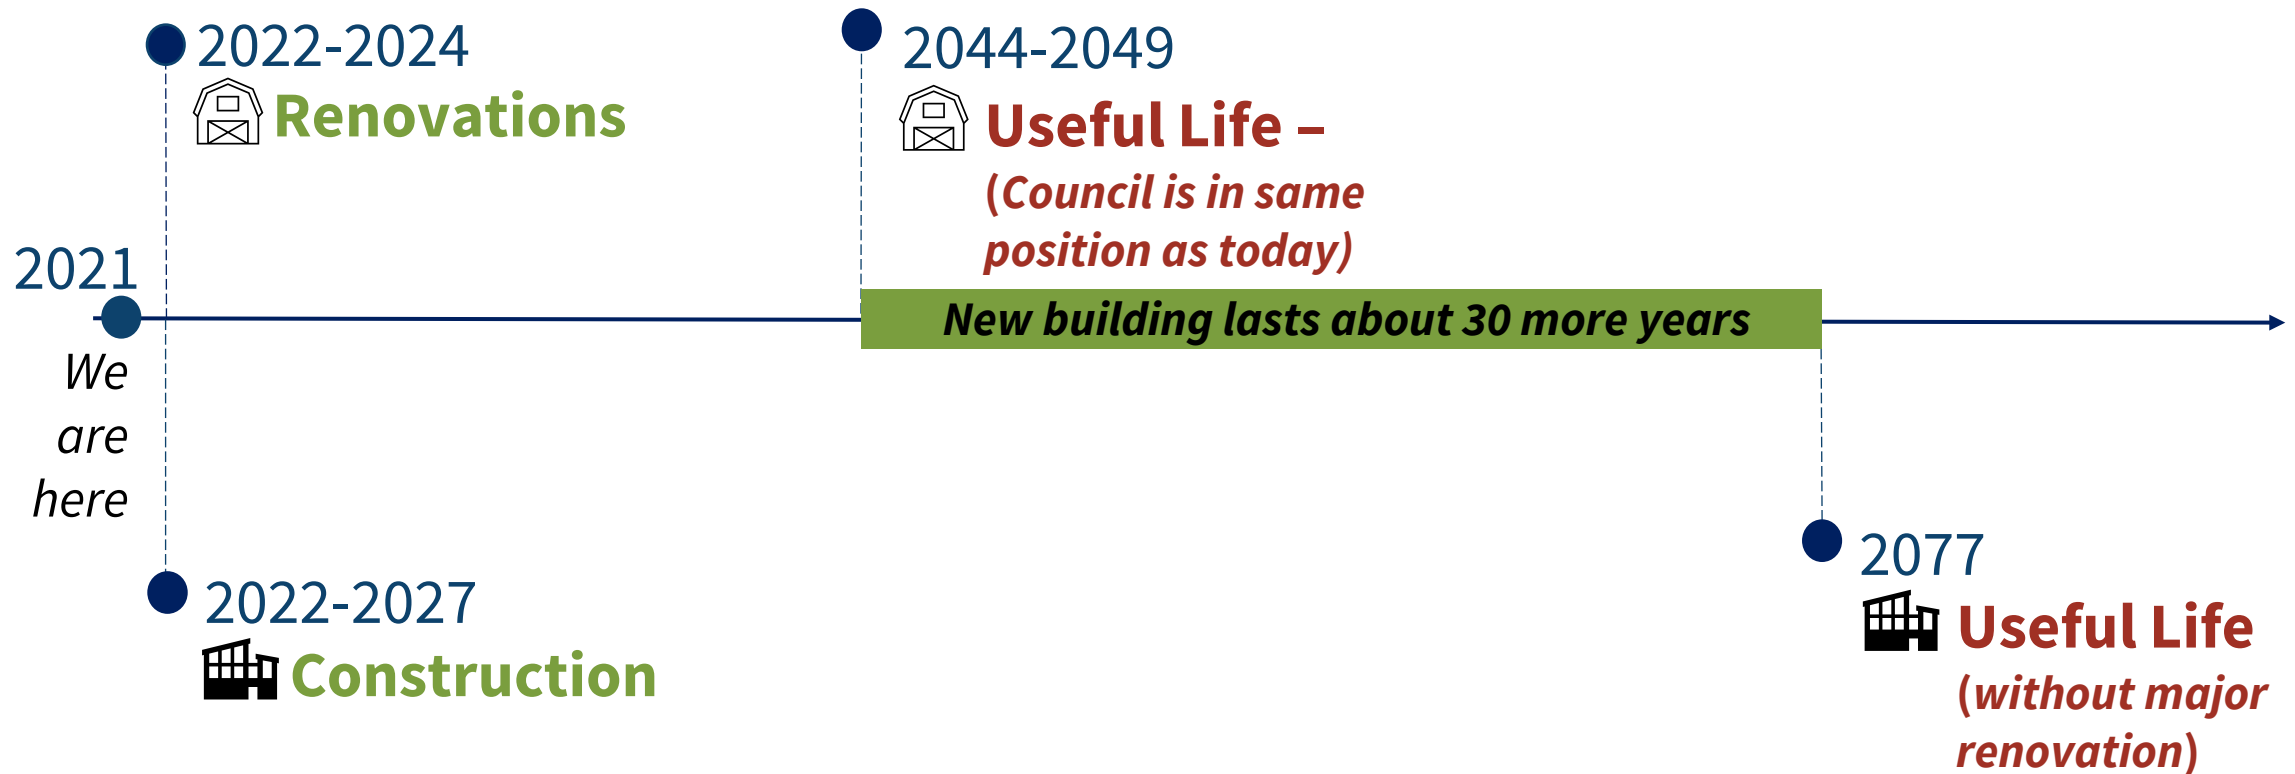 2022-2024
Renovations
2044-2049
Useful Life –
(Council is in same
position as today)
2021
New building lasts about 30 more years
We
are
here
2022-2027
Construction
2077
Useful Life
(without major
renovation)